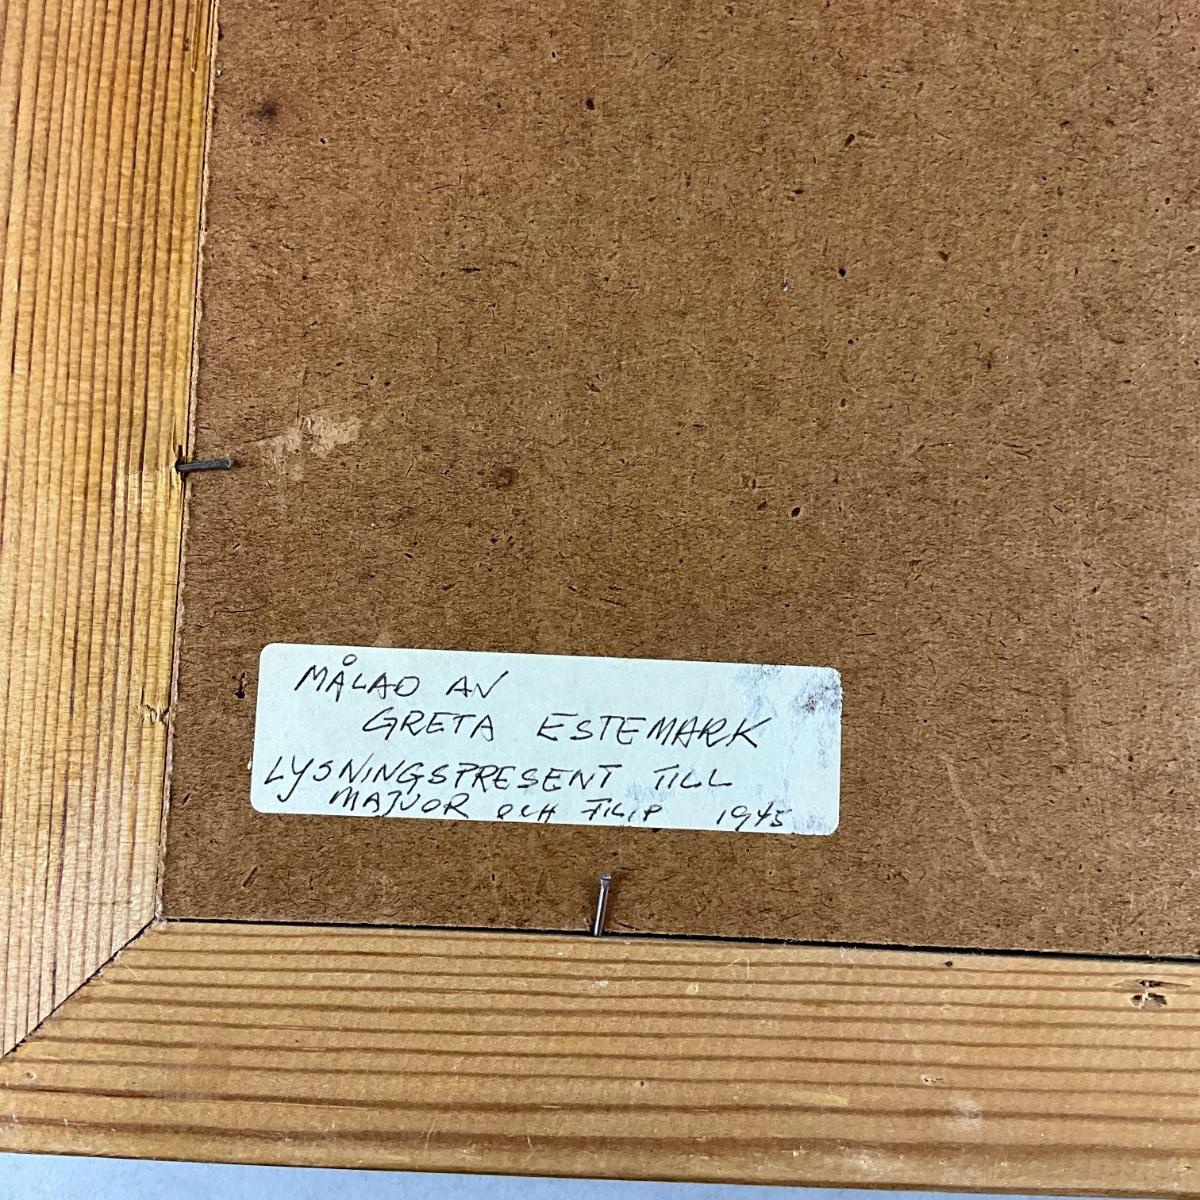 MÅLAD AV
GRETA ESTEMARK
LYSNINGSPRESENT TILL
MAJVOR OCH FILIP 1945